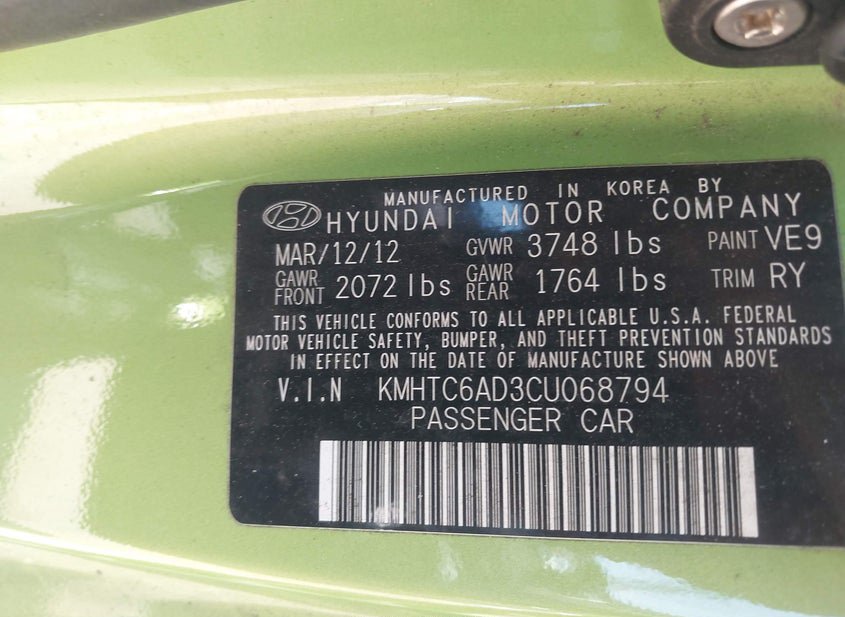 MANUFACTURED IN KOREA BY
HYUNDAI MOTOR COMPANY
MAR/12/12 GVWR 3748 lbs PAINT VE9
GAWR FRONT 2072 lbs GAWR REAR 1764 lbs TRIM RY
THIS VEHICLE CONFORMS TO ALL APPLICABLE U.S.A. FEDERAL
MOTOR VEHICLE SAFETY, BUMPER, AND THEFT PREVENTION STANDARDS
IN EFFECT ON THE DATE OF MANUFACTURE SHOWN ABOVE
V.I.N KMHTC6AD3CU068794
PASSENGER CAR